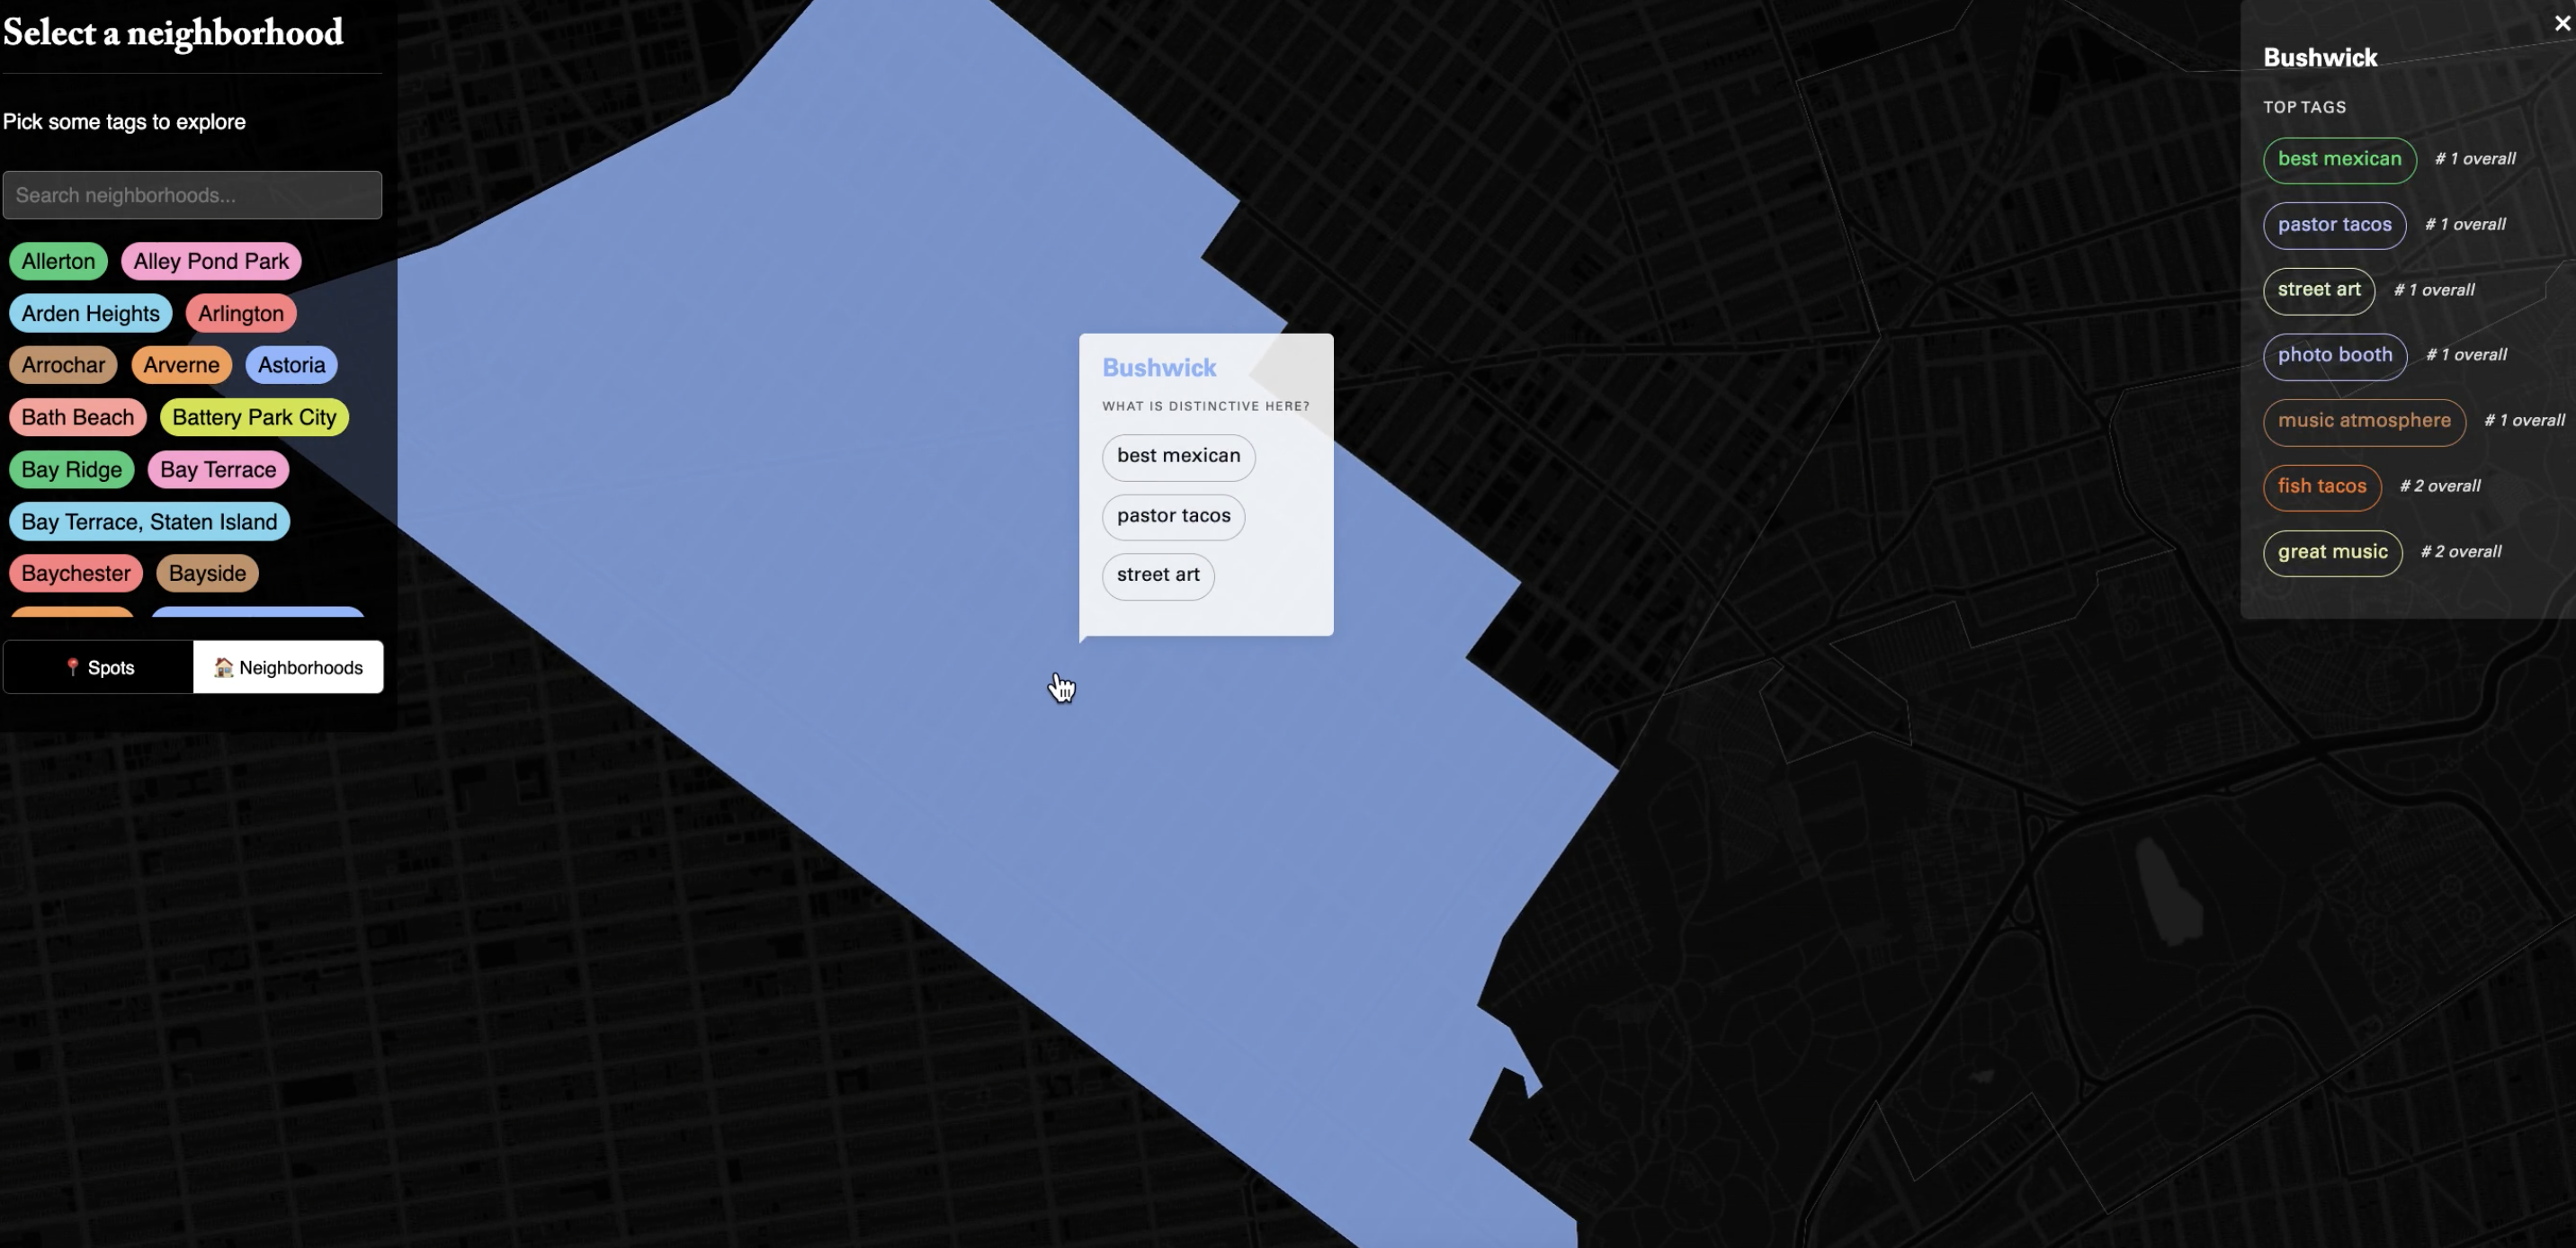 Select a neighborhood
Pick some tags to explore
Search neighborhoods...
Allerton Alley Pond Park
Arden Heights Arlington
Arrochar Arverne Astoria
Bath Beach Battery Park City
Bay Ridge Bay Terrace
Bay Terrace, Staten Island
Baychester Bayside
Spots Neighborhoods
Bushwick
WHAT IS DISTINCTIVE HERE?
best mexican
pastor tacos
street art
Bushwick
TOP TAGS
best mexican # 1 overall
pastor tacos # 1 overall
street art # 1 overall
photo booth # 1 overall
music atmosphere # 1 overall
fish tacos # 2 overall
great music # 2 overall